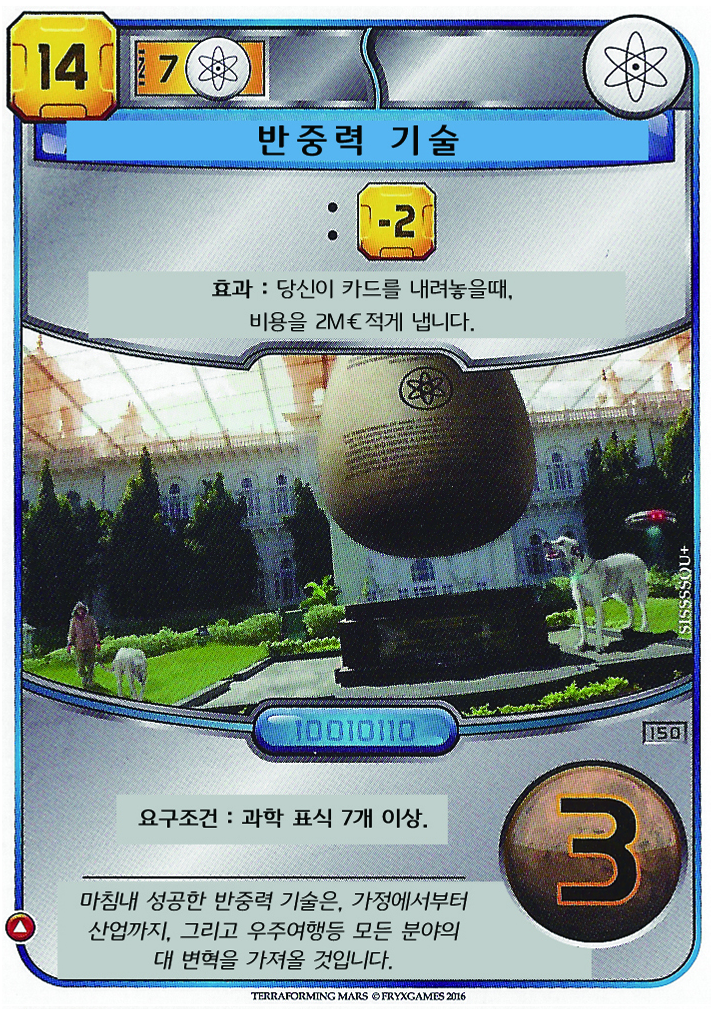 14
7
반중력 기술
: -2
효과 : 당신이 카드를 내려놓을때,
비용을 2M€ 적게 냅니다.
SISSSSOU+
10010110
150
요구조건 : 과학 표식 7개 이상.
3
마침내 성공한 반중력 기술은, 가정에서부터
산업까지, 그리고 우주여행등 모든 분야의
대 변혁을 가져올 것입니다.
TERRAFORMING MARS © FRYXGAMES 2016